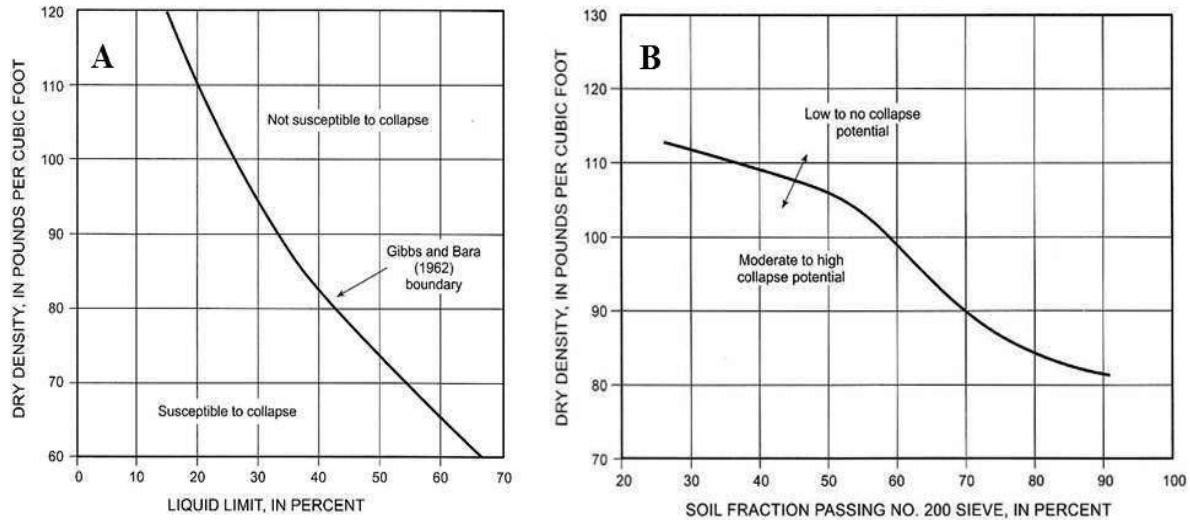 A
DRY DENSITY, IN POUNDS PER CUBIC FOOT
120
110
100
90
80
70
60
Not susceptible to collapse
Gibbs and Bara
(1962)
boundary
Susceptible to collapse
0 10 20 30 40 50 60 70
LIQUID LIMIT, IN PERCENT
B
DRY DENSITY, IN POUNDS PER CUBIC FOOT
130
120
110
100
90
80
70
Low to no collapse
potential
Moderate to high
collapse potential
20 30 40 50 60 70 80 90 100
SOIL FRACTION PASSING NO. 200 SIEVE, IN PERCENT